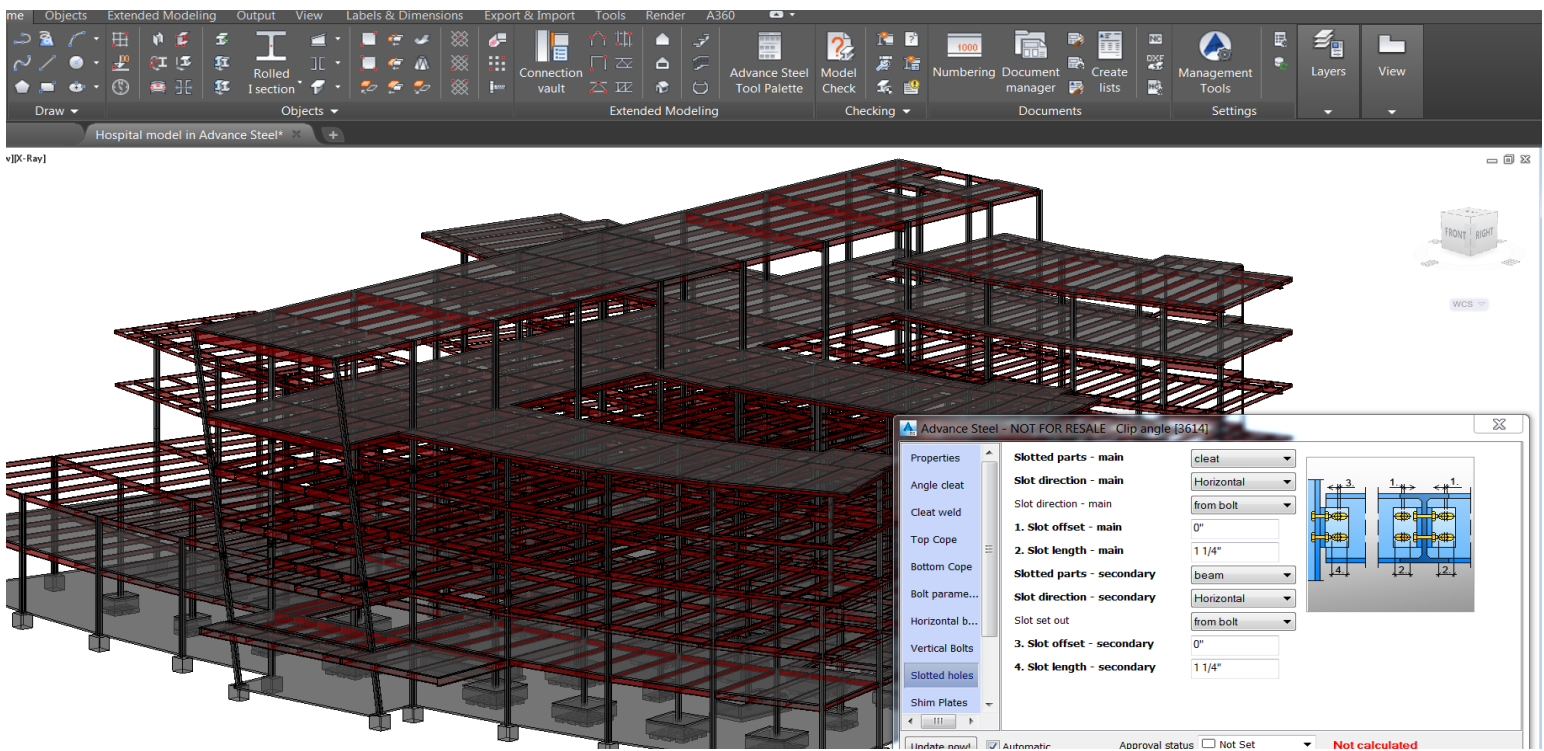 me Objects Extended Modeling Output View Labels & Dimensions Export & Import Tools Render A360
Rolled
I section
Connection
vault
Advance Steel
Tool Palette
Model
Check
1000
Numbering
Document
manager
Create
lists
NC
DXF
Management
Tools
Layers
View
Draw Objects Extended Modeling Checking Documents Settings
Hospital model in Advance Steel*
v][X-Ray]
FRONT RIGHT
WCS
Advance Steel - NOT FOR RESALE Clip angle [3614]
Properties
Angle cleat
Cleat weld
Top Cope
Bottom Cope
Bolt parame...
Horizontal b...
Vertical Bolts
Slotted holes
Shim Plates
Slotted parts - main cleat
Slot direction - main Horizontal
Slot direction - main from bolt
1. Slot offset - main 0"
2. Slot length - main 1 1/4"
Slotted parts - secondary beam
Slot direction - secondary Horizontal
Slot set out from bolt
3. Slot offset - secondary 0"
4. Slot length - secondary 1 1/4"
3. 1. 1.
4. 2. 2.
Update now! Automatic Approval status Not Set Not calculated